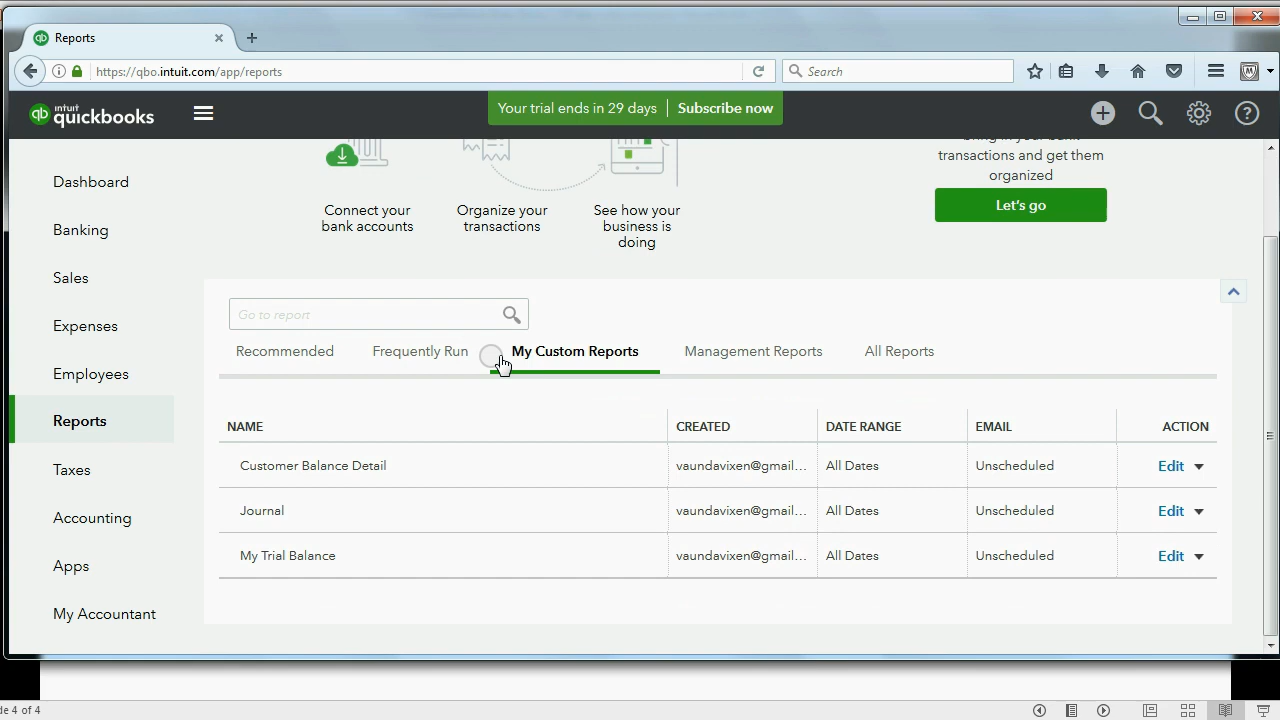 Reports
https://qbo.intuit.com/app/reports
Search
intuit
quickbooks
Your trial ends in 29 days
Subscribe now
Dashboard
Banking
Sales
Expenses
Employees
Reports
Taxes
Accounting
Apps
My Accountant
Connect your
bank accounts
Organize your
transactions
See how your
business is
doing
transactions and get them
organized
Let's go
Go to report
Recommended
Frequently Run
My Custom Reports
Management Reports
All Reports
NAME CREATED DATE RANGE EMAIL ACTION
Customer Balance Detail vaundavixen@gmail... All Dates Unscheduled Edit
Journal vaundavixen@gmail... All Dates Unscheduled Edit
My Trial Balance vaundavixen@gmail... All Dates Unscheduled Edit
de 4 of 4